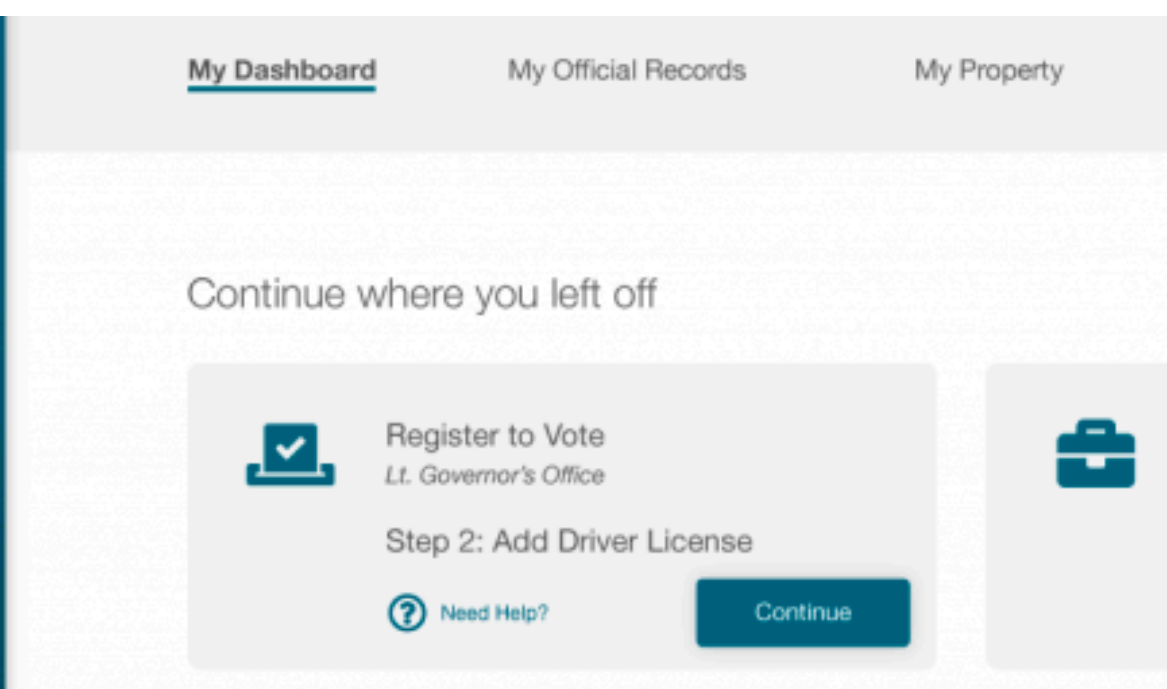 My Dashboard My Official Records My Property
Continue where you left off
Register to Vote
Lt. Governor's Office
Step 2: Add Driver License
Need Help? Continue